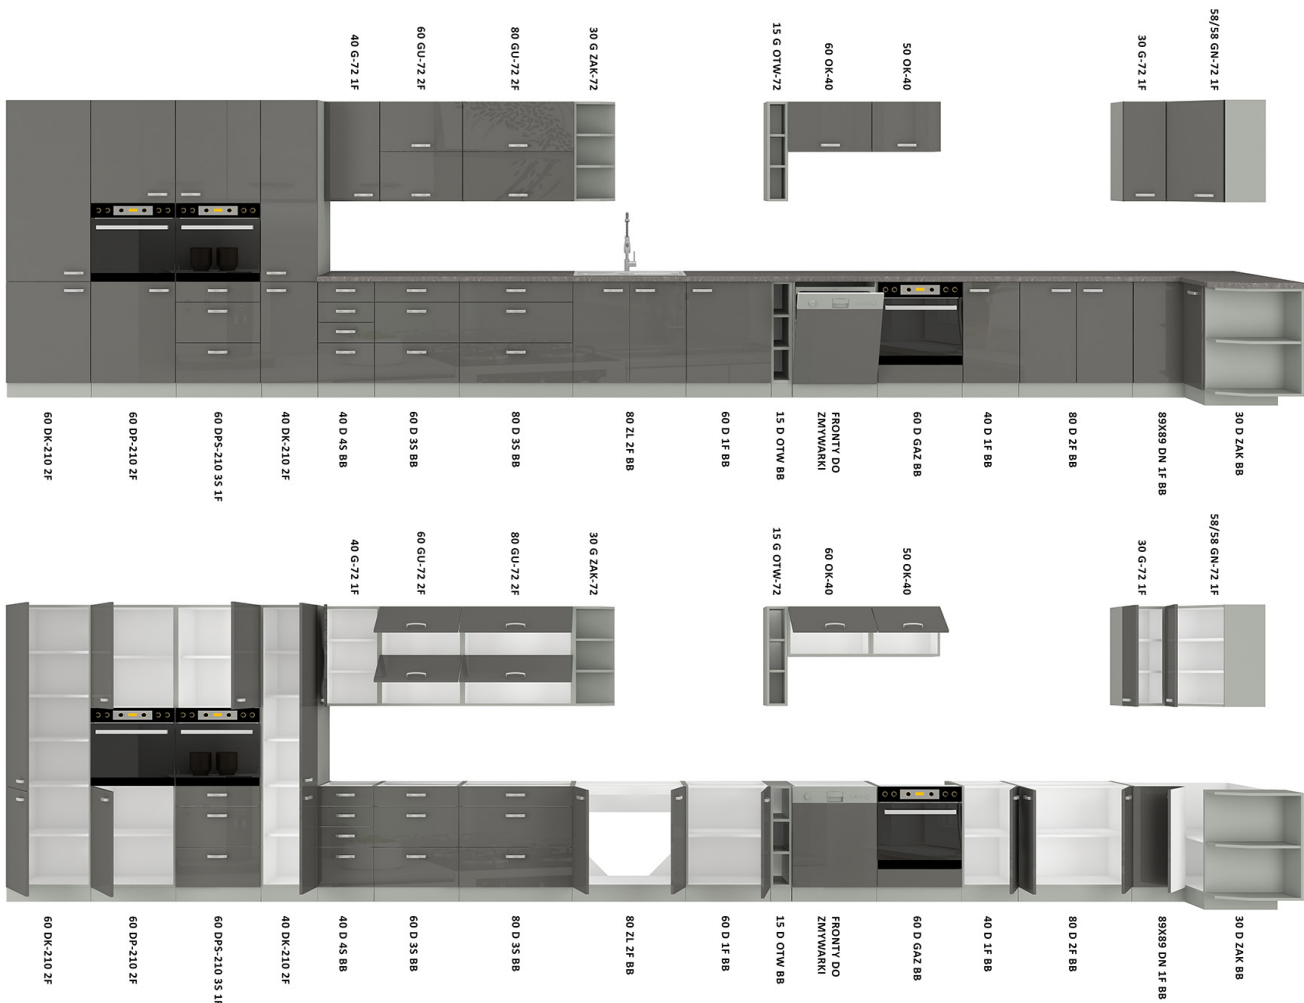 40 G-72 1F
60 GU-72 2F
80 GU-72 2F
30 G ZAK-72
15 G OTW-72
60 OK-40
50 OK-40
30 G-72 1F
58/58 GN-72 1F
60 DK-210 2F
60 DP-210 2F
60 DPS-210 3S 1F
40 DK-210 2F
40 D 4S BB
60 D 3S BB
80 D 3S BB
80 ZL 2F BB
60 D 1F BB
15 D OTW BB
FRONTY DO
ZMYWARKI
60 D GAZ BB
40 D 1F BB
80 D 2F BB
89X89 DN 1F BB
30 D ZAK BB
40 G-72 1F
60 GU-72 2F
80 GU-72 2F
30 G ZAK-72
15 G OTW-72
60 OK-40
50 OK-40
30 G-72 1F
58/58 GN-72 1F
60 DK-210 2F
60 DP-210 2F
60 DPS-210 3S 1F
40 DK-210 2F
40 D 4S BB
60 D 3S BB
80 D 3S BB
80 ZL 2F BB
60 D 1F BB
15 D OTW BB
FRONTY DO
ZMYWARKI
60 D GAZ BB
40 D 1F BB
80 D 2F BB
89X89 DN 1F BB
30 D ZAK BB